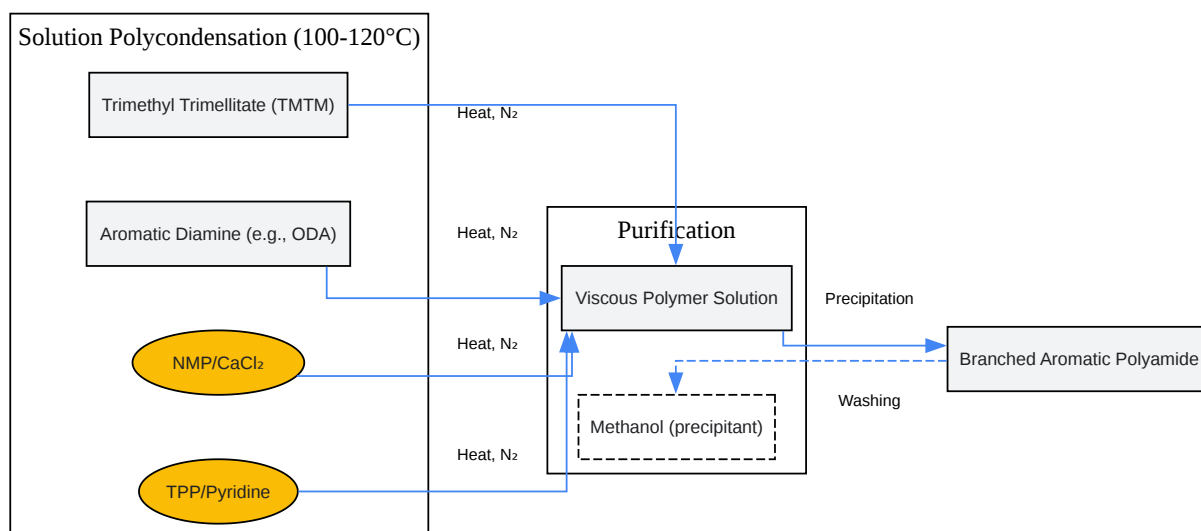 Solution Polycondensation (100-120°C)
Trimethyl Trimellitate (TMTM)
Heat, N₂
Aromatic Diamine (e.g., ODA)
Heat, N₂
Purification
Viscous Polymer Solution
Precipitation
NMP/CaCl₂
Heat, N₂
Branched Aromatic Polyamide
Washing
Methanol (precipitant)
Heat, N₂
TPP/Pyridine